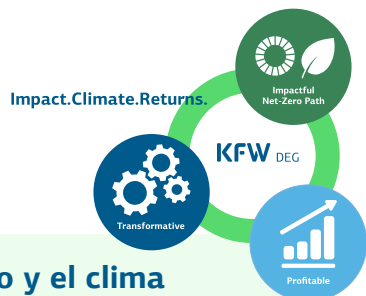 Impactful
Net-Zero Path
Impact.Climate.Returns.
KFW DEG
Transformative
o y el clima
Profitable